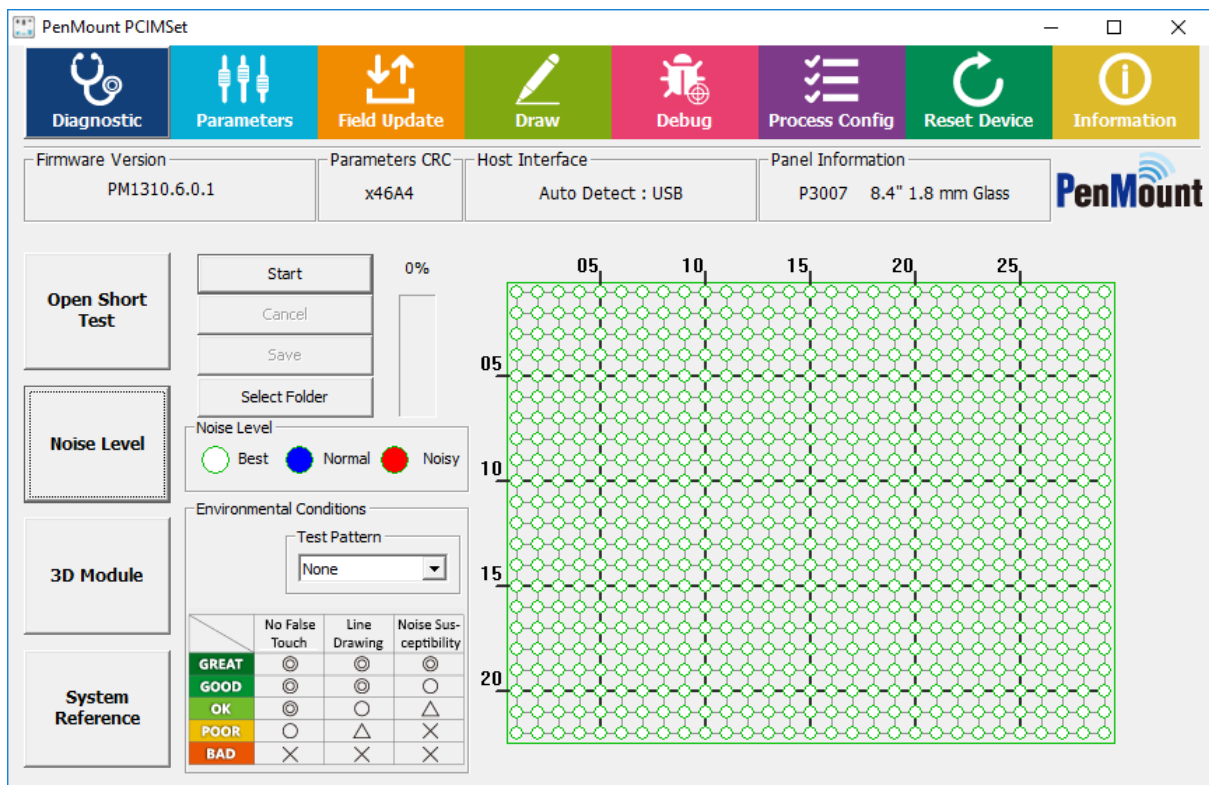 PenMount PCIMSet
Diagnostic
Parameters
Field Update
Draw
Debug
Process Config
Reset Device
Information
Firmware Version
PM1310.6.0.1
Parameters CRC
x46A4
Host Interface
Auto Detect : USB
Panel Information
P3007 8.4" 1.8 mm Glass
PenMount
Open Short
Test
Noise Level
3D Module
System
Reference
Start
0%
Cancel
Save
Select Folder
Noise Level
Best Normal Noisy
Environmental Conditions
Test Pattern
None
No False
Touch
Line
Drawing
Noise Sus-
ceptibility
GREAT ◎ ◎ ◎
GOOD ◎ ◎ ○
OK ◎ ○ △
POOR ○ △ ×
BAD × × ×
05 10 15 20 25
05
10
15
20